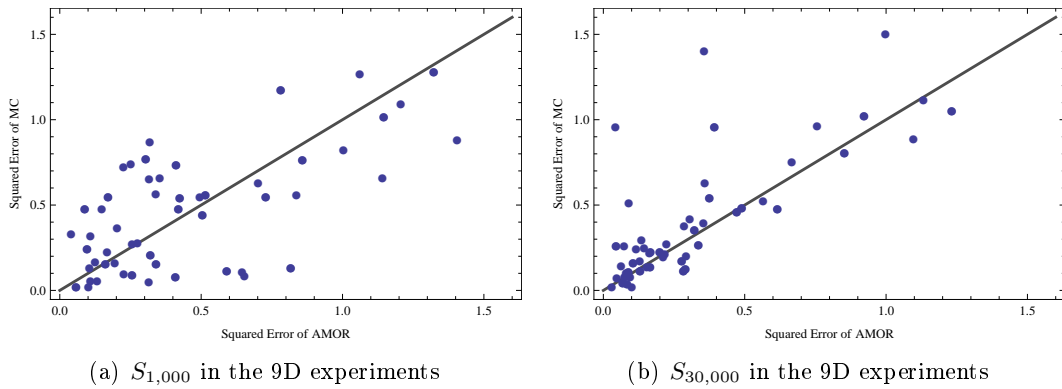 1.5
1.0
0.5
0.0
Squared Error of MC
0.0 0.5 1.0 1.5
Squared Error of AMOR
(a) S1,000 in the 9D experiments
1.5
1.0
0.5
0.0
Squared Error of MC
0.0 0.5 1.0 1.5
Squared Error of AMOR
(b) S30,000 in the 9D experiments